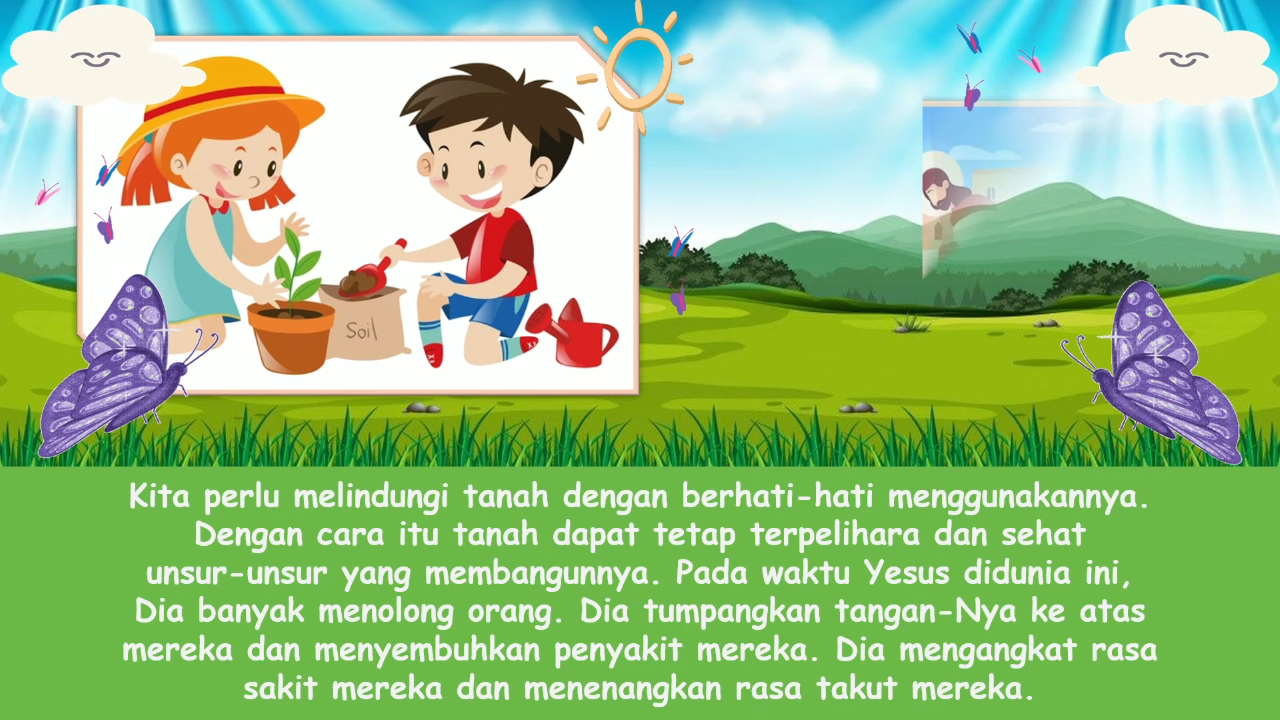 Soil
Kita perlu melindungi tanah dengan berhati-hati menggunakannya.
Dengan cara itu tanah dapat tetap terpelihara dan sehat
unsur-unsur yang membangunnya. Pada waktu Yesus didunia ini,
Dia banyak menolong orang. Dia tumpangkan tangan-Nya ke atas
mereka dan menyembuhkan penyakit mereka. Dia mengangkat rasa
sakit mereka dan menenangkan rasa takut mereka.